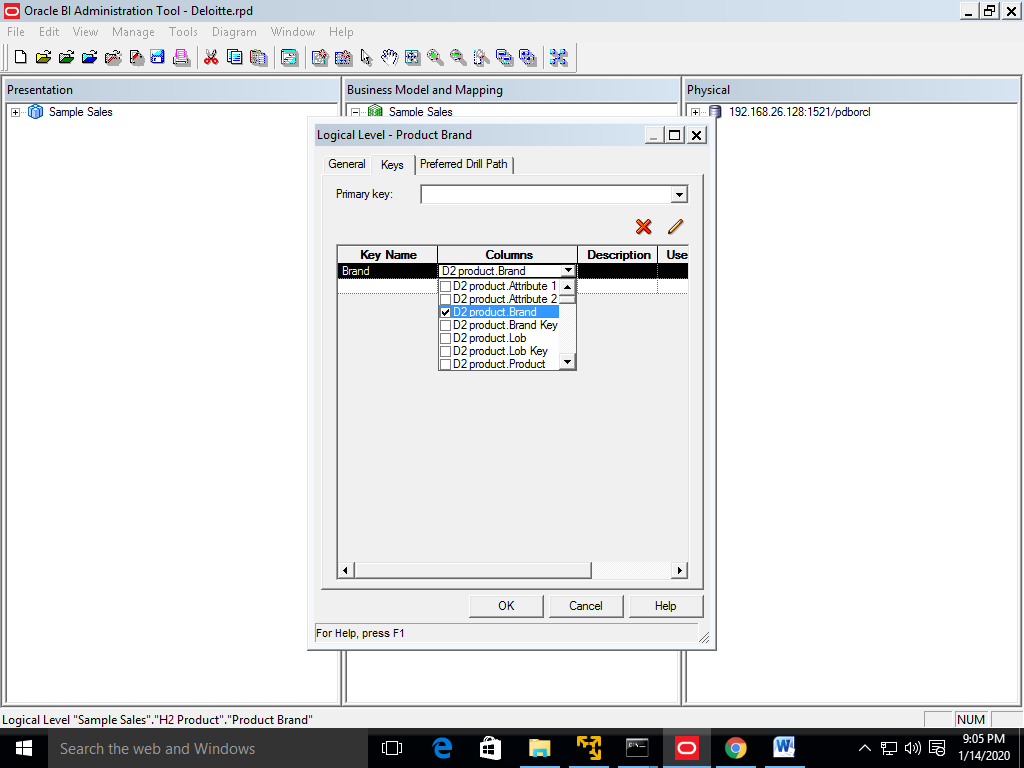 Oracle BI Administration Tool - Deloitte.rpd
File Edit View Manage Tools Diagram Window Help
Presentation
Business Model and Mapping
Physical
Sample Sales
Sample Sales
192.168.26.128:1521/pdborcl
Logical Level - Product Brand
General Keys Preferred Drill Path
Primary key:
Key Name Columns Description Use
Brand D2 product.Brand
D2 product.Attribute 1
D2 product.Attribute 2
D2 product.Brand
D2 product.Brand Key
D2 product.Lob
D2 product.Lob Key
D2 product.Product
OK Cancel Help
For Help, press F1
Logical Level "Sample Sales"."H2 Product"."Product Brand"
NUM
Search the web and Windows
9:05 PM
1/14/2020